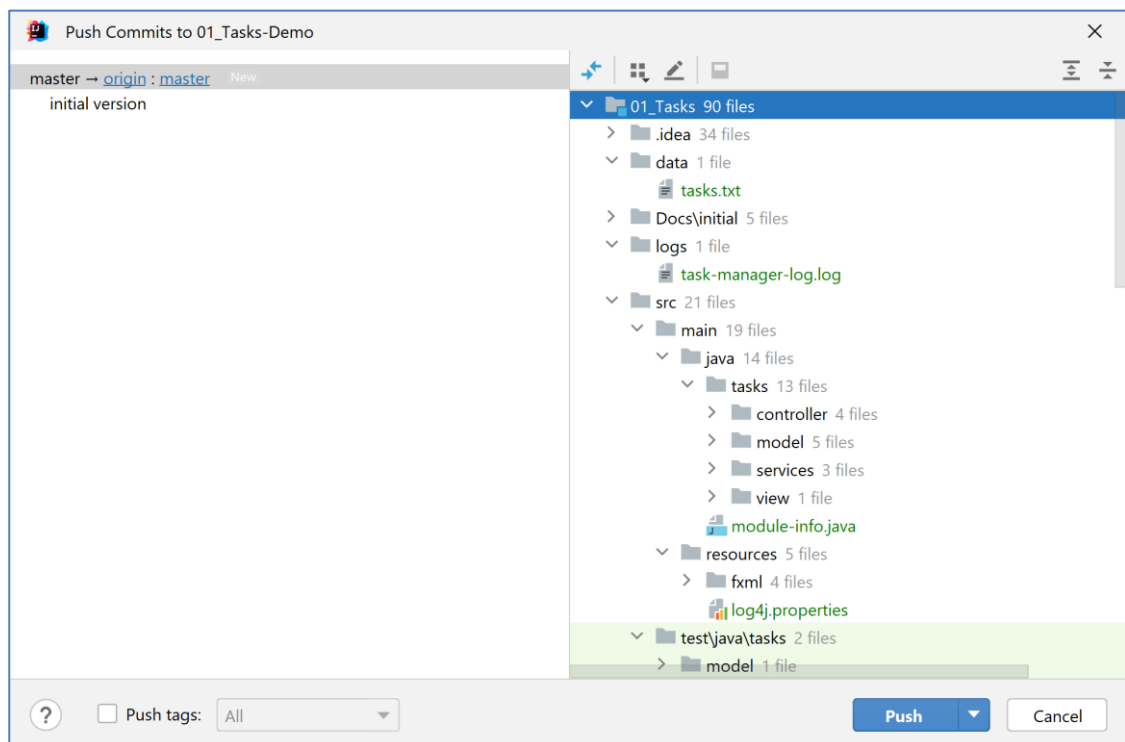 Push Commits to 01_Tasks-Demo
master → origin : master New
initial version
01_Tasks 90 files
.idea 34 files
data 1 file
tasks.txt
Docs\initial 5 files
logs 1 file
task-manager-log.log
src 21 files
main 19 files
java 14 files
tasks 13 files
controller 4 files
model 5 files
services 3 files
view 1 file
module-info.java
resources 5 files
fxml 4 files
log4j.properties
test\java\tasks 2 files
model 1 file
? Push tags: All Push Cancel